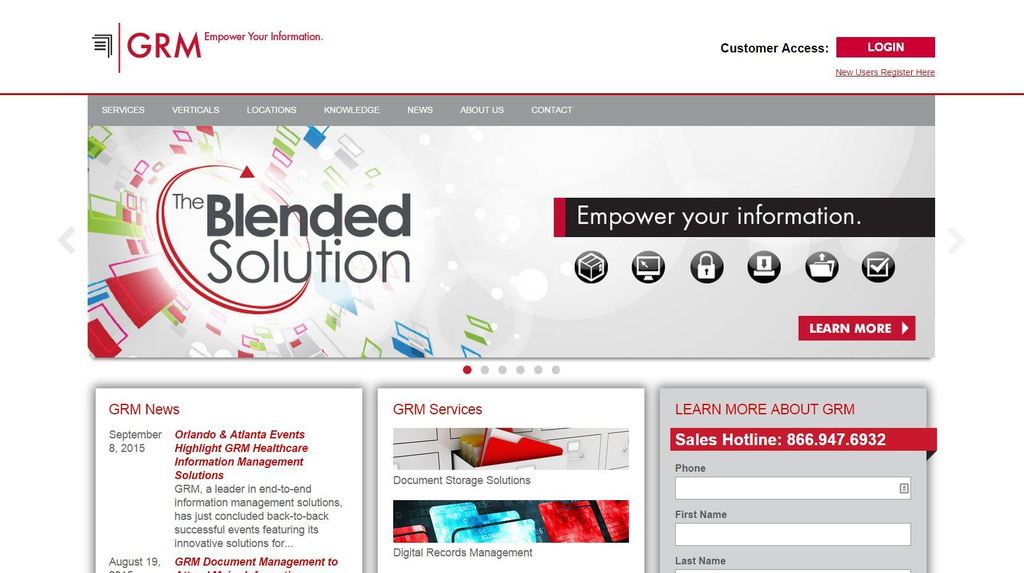 GRM Empower Your Information.
Customer Access: LOGIN
New Users Register Here
SERVICES VERTICALS LOCATIONS KNOWLEDGE NEWS ABOUT US CONTACT
The Blended
Solution
Empower your information.
LEARN MORE
GRM News
September 8, 2015
Orlando & Atlanta Events
Highlight GRM Healthcare
Information Management
Solutions
GRM, a leader in end-to-end
information management solutions,
has just concluded back-to-back
successful events featuring its
innovative solutions for...
August 19,
GRM Document Management to
GRM Services
Document Storage Solutions
Digital Records Management
LEARN MORE ABOUT GRM
Sales Hotline: 866.947.6932
Phone
First Name
Last Name